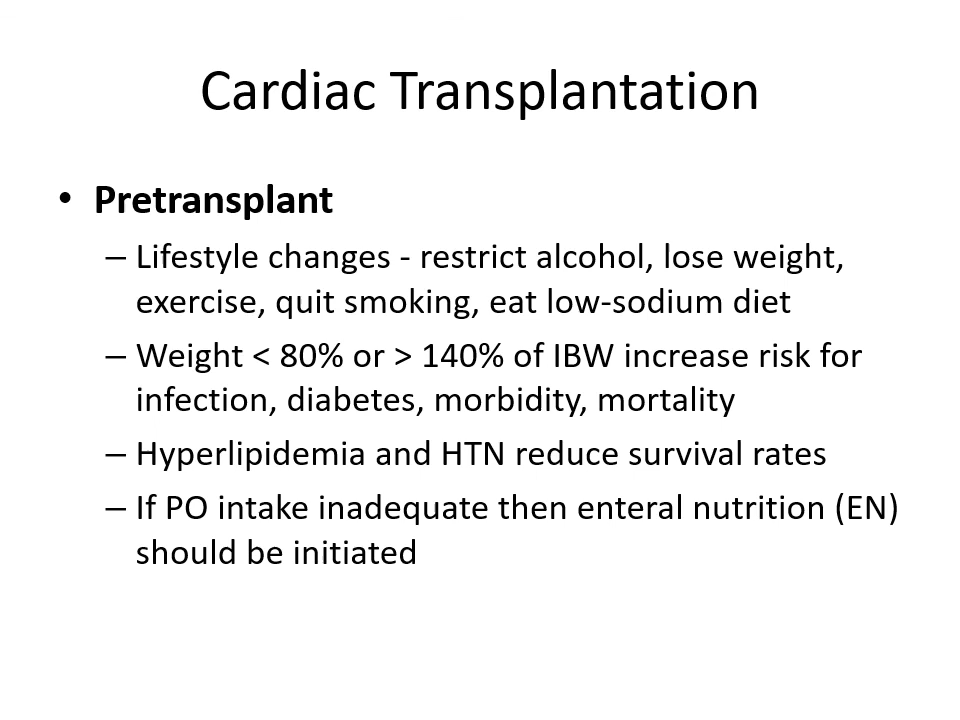 Cardiac Transplantation
• Pretransplant
– Lifestyle changes - restrict alcohol, lose weight,
exercise, quit smoking, eat low-sodium diet
– Weight < 80% or > 140% of IBW increase risk for
infection, diabetes, morbidity, mortality
– Hyperlipidemia and HTN reduce survival rates
– If PO intake inadequate then enteral nutrition (EN)
should be initiated